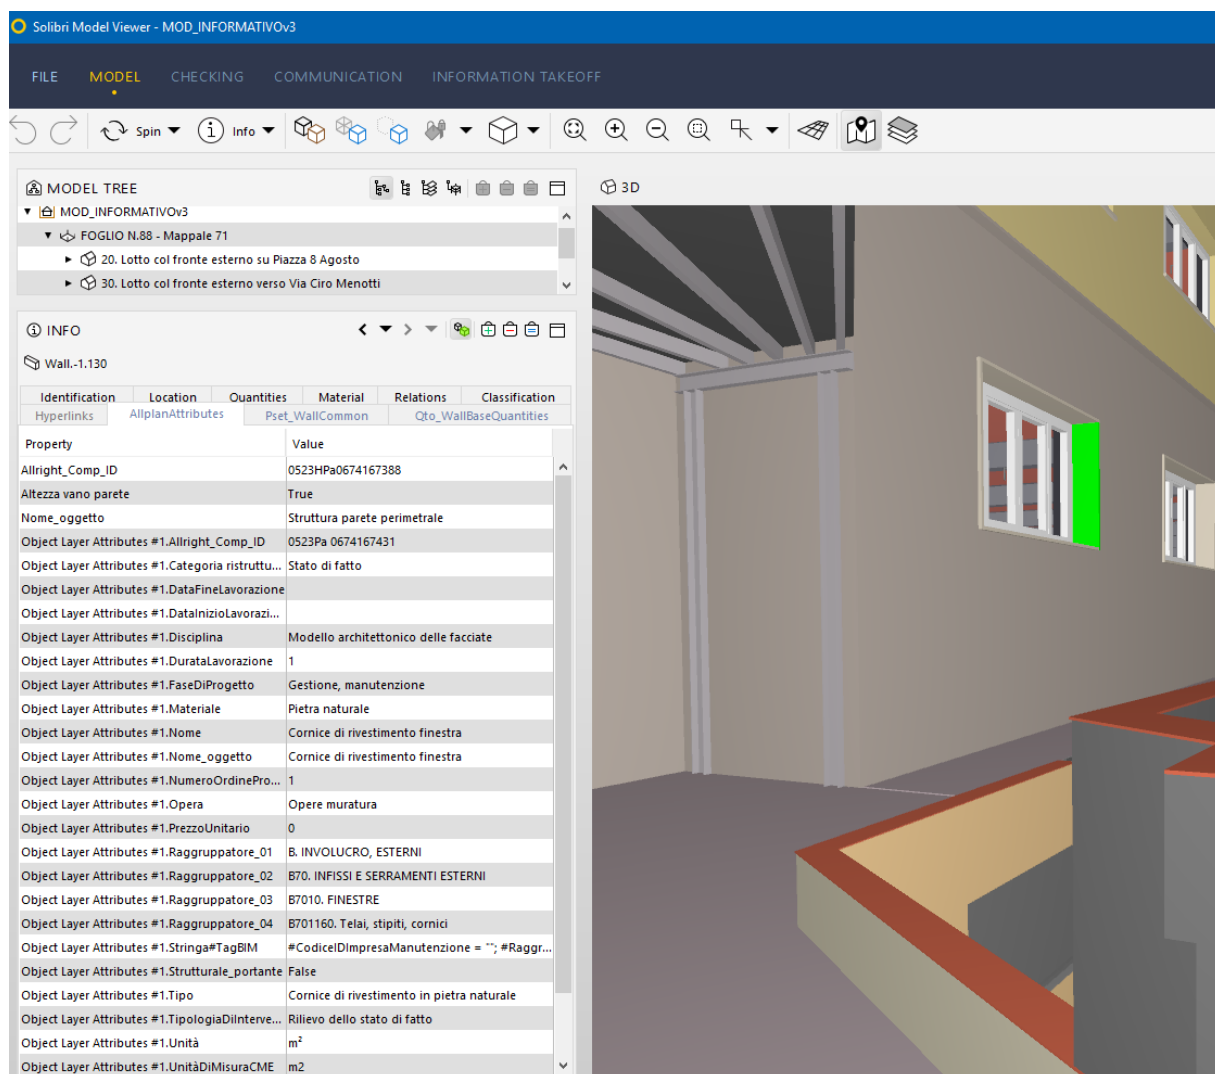 Solibri Model Viewer - MOD_INFORMATIVOv3
FILE MODEL CHECKING COMMUNICATION INFORMATION TAKEOFF
Spin Info
MODEL TREE
3D
MOD_INFORMATIVOv3
FOGLIO N.88 - Mappale 71
20. Lotto col fronte esterno su Piazza 8 Agosto
30. Lotto col fronte esterno verso Via Ciro Menotti
INFO
Wall.-1.130
Identification Location Quantities Material Relations Classification
Hyperlinks AllplanAttributes Pset_WallCommon Qto_WallBaseQuantities
Property Value
Allright_Comp_ID 0523HPa0674167388
Altezza vano parete True
Nome_oggetto Struttura parete perimetrale
Object Layer Attributes #1.Allright_Comp_ID 0523Pa 0674167431
Object Layer Attributes #1.Categoria ristruttu... Stato di fatto
Object Layer Attributes #1.DataFineLavorazione
Object Layer Attributes #1.DataInizioLavorazi...
Object Layer Attributes #1.Disciplina Modello architettonico delle facciate
Object Layer Attributes #1.DurataLavorazione 1
Object Layer Attributes #1.FaseDiProgetto Gestione, manutenzione
Object Layer Attributes #1.Materiale Pietra naturale
Object Layer Attributes #1.Nome Cornice di rivestimento finestra
Object Layer Attributes #1.Nome_oggetto Cornice di rivestimento finestra
Object Layer Attributes #1.NumeroOrdinePro... 1
Object Layer Attributes #1.Opera Opere muratura
Object Layer Attributes #1.PrezzoUnitario 0
Object Layer Attributes #1.Raggruppatore_01 B. INVOLUCRO, ESTERNI
Object Layer Attributes #1.Raggruppatore_02 B70. INFISSI E SERRAMENTI ESTERNI
Object Layer Attributes #1.Raggruppatore_03 B7010. FINESTRE
Object Layer Attributes #1.Raggruppatore_04 B701160. Telai, stipiti, cornici
Object Layer Attributes #1.Stringa#TagBIM #CodiceIDImpresaManutenzione = ""; #Raggr...
Object Layer Attributes #1.Strutturale_portante False
Object Layer Attributes #1.Tipo Cornice di rivestimento in pietra naturale
Object Layer Attributes #1.TipologiaDiInterve... Rilievo dello stato di fatto
Object Layer Attributes #1.Unità m²
Object Layer Attributes #1.UnitàDiMisuraCME m2